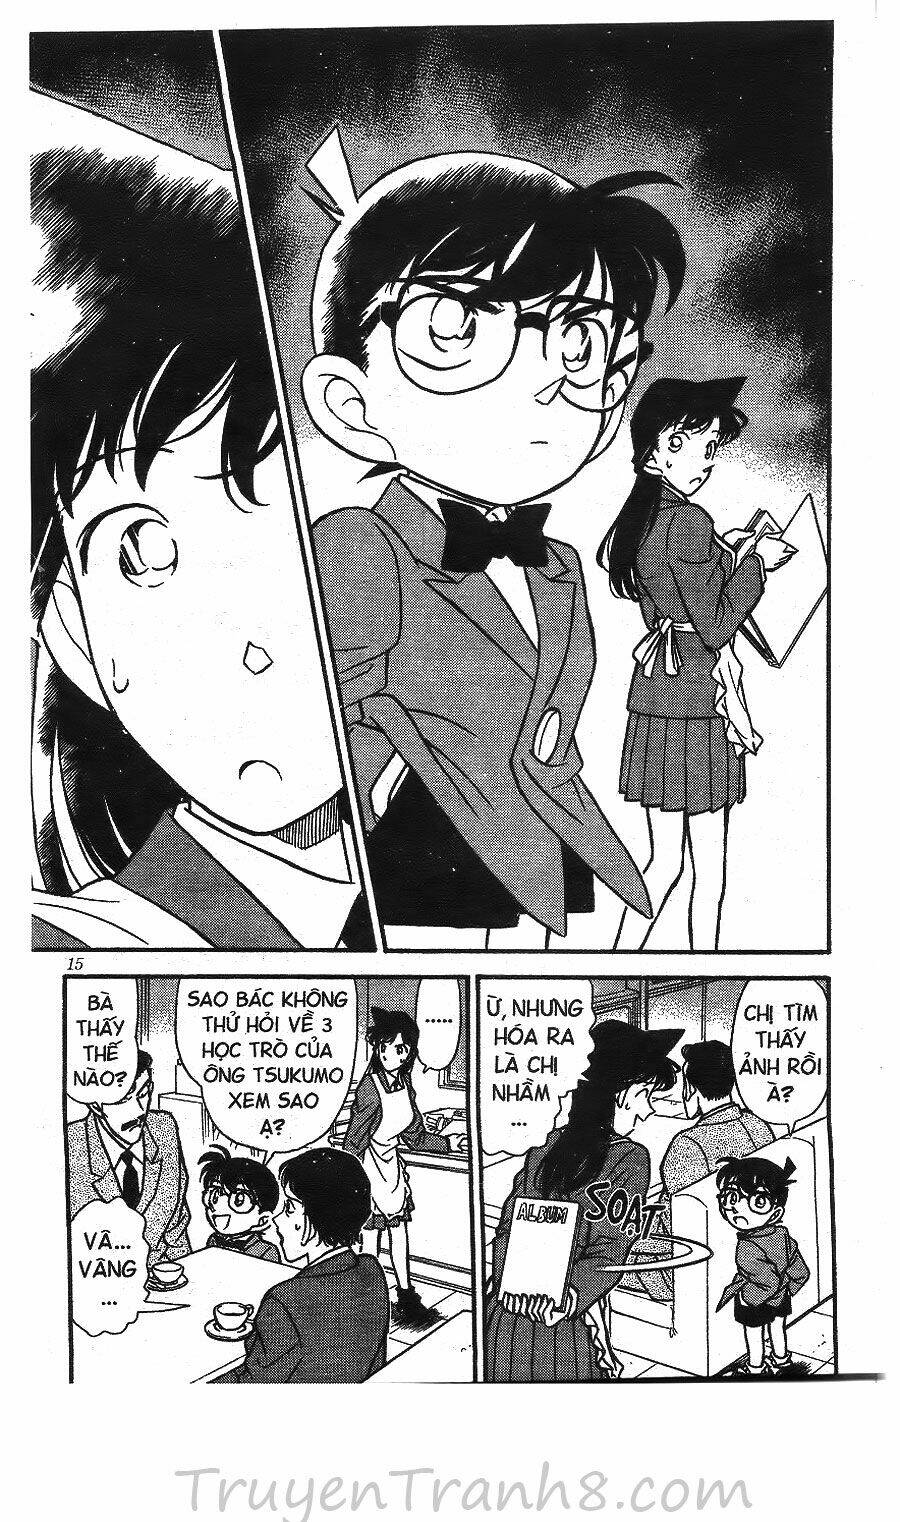 15
CHỊ TÌM
THẤY
ẢNH RỒI
À?
Ừ, NHƯNG
HÓA RA
LÀ CHỊ
NHẦM
...
ALBUM
SOẠT
.....
SAO BÁC KHÔNG
THỬ HỎI VỀ 3
HỌC TRÒ CỦA
ÔNG TSUKUMO
XEM SAO
Ạ?
BÀ
THẤY
THẾ
NÀO?
VÂ...
VÂNG
...
TruyenTranh8.com